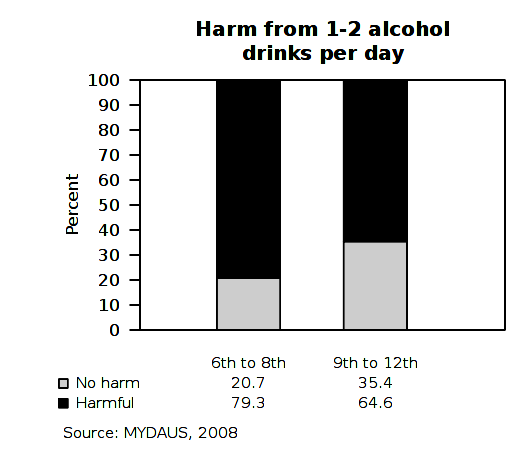 Harm from 1-2 alcohol
drinks per day
Percent
100
90
80
70
60
50
40
30
20
10
0
6th to 8th 9th to 12th
No harm 20.7 35.4
Harmful 79.3 64.6
Source: MYDAUS, 2008